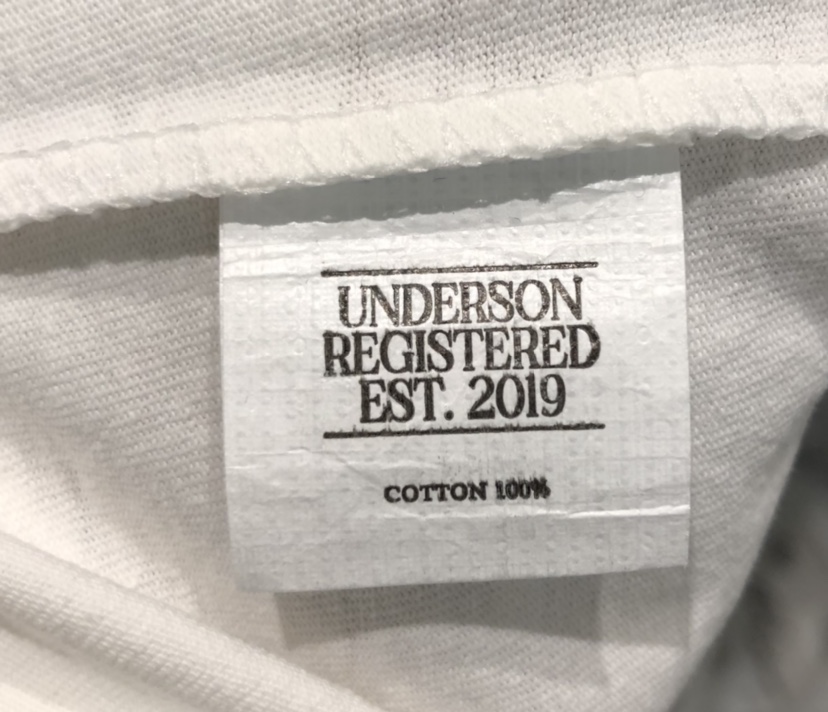 UNDERSON
REGISTERED
EST. 2019
COTTON 100%